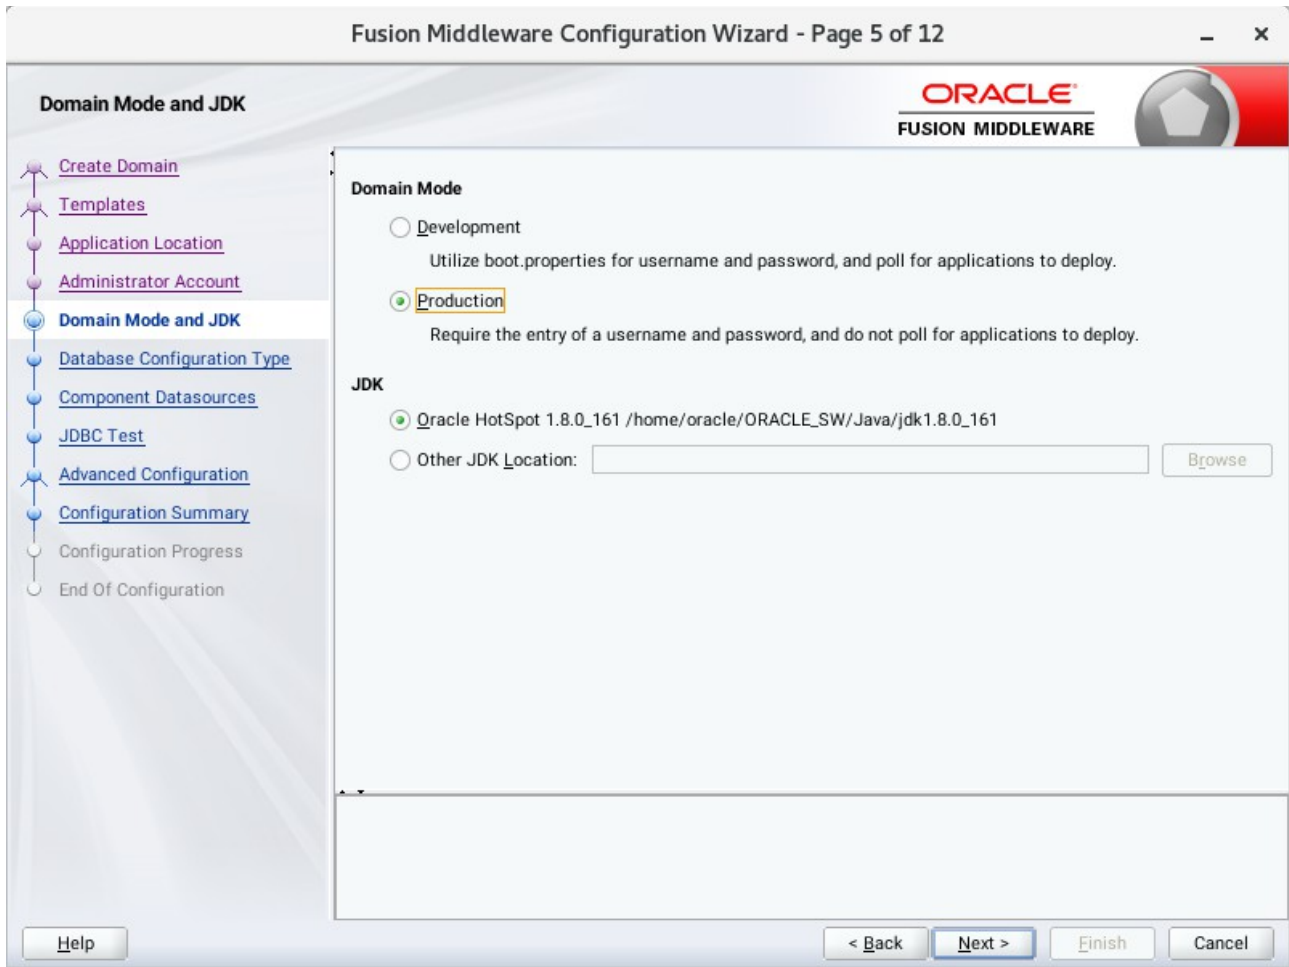 Fusion Middleware Configuration Wizard - Page 5 of 12
Domain Mode and JDK
ORACLE
FUSION MIDDLEWARE
Create Domain
Templates
Application Location
Administrator Account
Domain Mode and JDK
Database Configuration Type
Component Datasources
JDBC Test
Advanced Configuration
Configuration Summary
Configuration Progress
End Of Configuration
Domain Mode
Development
Utilize boot.properties for username and password, and poll for applications to deploy.
Production
Require the entry of a username and password, and do not poll for applications to deploy.
JDK
Oracle HotSpot 1.8.0_161 /home/oracle/ORACLE_SW/Java/jdk1.8.0_161
Other JDK Location:
Browse
Help
< Back
Next >
Finish
Cancel